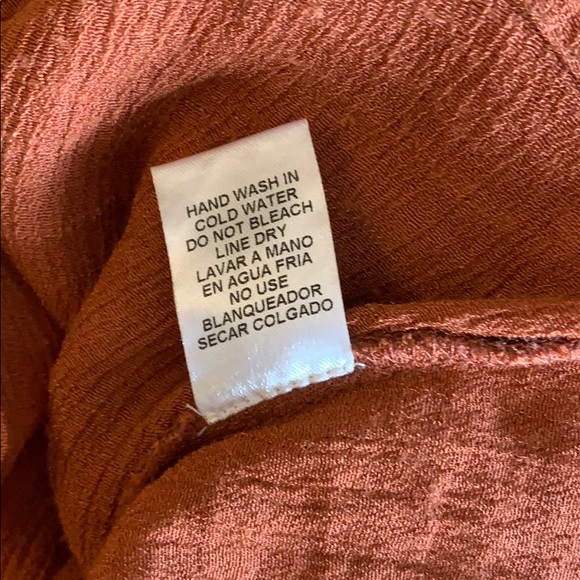 HAND WASH IN
COLD WATER
DO NOT BLEACH
LINE DRY
LAVAR A MANO
EN AGUA FRIA
NO USE
BLANQUEADOR
SECAR COLGADO